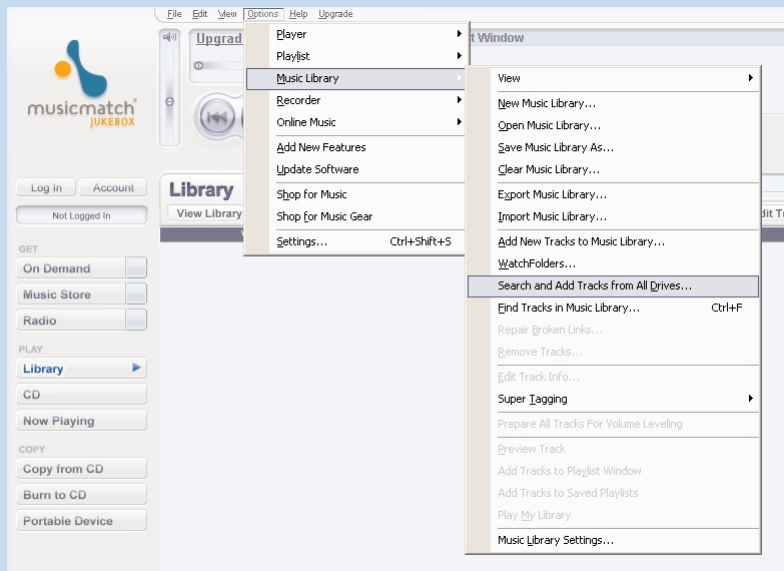 File Edit View Options Help Upgrade
Upgrad
t Window
musicmatch
JUKEBOX
Log in Account
Not Logged In
GET
On Demand
Music Store
Radio
PLAY
Library
CD
Now Playing
COPY
Copy from CD
Burn to CD
Portable Device
Library
View Library
dit T
Player
Playlist
Music Library
Recorder
Online Music
Add New Features
Update Software
Shop for Music
Shop for Music Gear
Settings... Ctrl+Shift+S
View
New Music Library...
Open Music Library...
Save Music Library As...
Clear Music Library...
Export Music Library...
Import Music Library...
Add New Tracks to Music Library...
WatchFolders...
Search and Add Tracks from All Drives...
Find Tracks in Music Library... Ctrl+F
Repair Broken Links...
Remove Tracks...
Edit Track Info...
Super Tagging
Prepare All Tracks For Volume Leveling
Preview Track
Add Tracks to Playlist Window
Add Tracks to Saved Playlists
Play My Library
Music Library Settings...